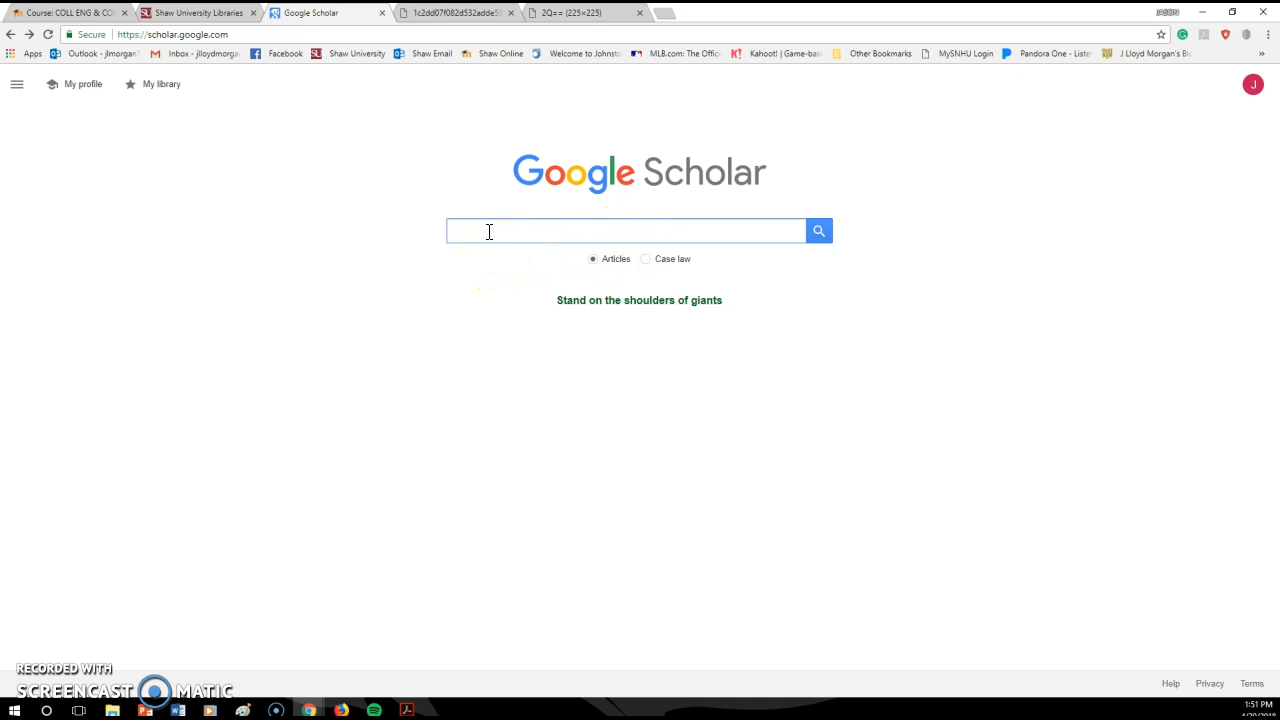 Course: COLL ENG & CO
Shaw University Libraries
Google Scholar
1c2dd07f082d532adde5
2Q== (225×225)
JASON
Secure
https://scholar.google.com
Apps
Outlook - jlmorgan
Inbox - jlloydmorga
Facebook
Shaw University
Shaw Email
Shaw Online
Welcome to Johnsto
MLB.com: The Offici
Kahoot! | Game-bas
Other Bookmarks
MySNHU Login
Pandora One - Liste
J Lloyd Morgan's Bl
»
My profile
My library
J
Google Scholar
Articles
Case law
Stand on the shoulders of giants
RECORDED WITH
SCREENCAST MATIC
Help
Privacy
Terms
1:51 PM